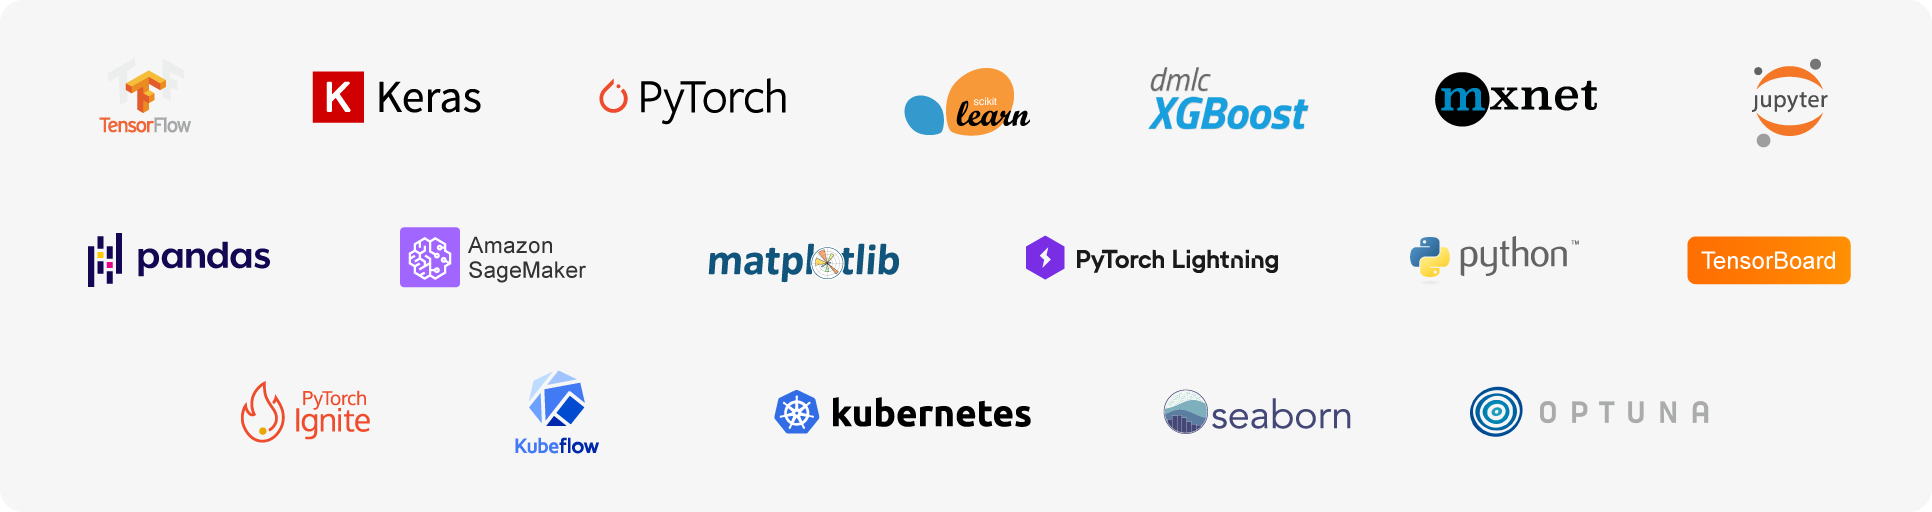 TensorFlow
K Keras
PyTorch
scikit
learn
dmlc
XGBoost
mxnet
jupyter
pandas
Amazon
SageMaker
matplotlib
PyTorch Lightning
python™
TensorBoard
PyTorch
Ignite
Kubeflow
kubernetes
seaborn
OPTUNA